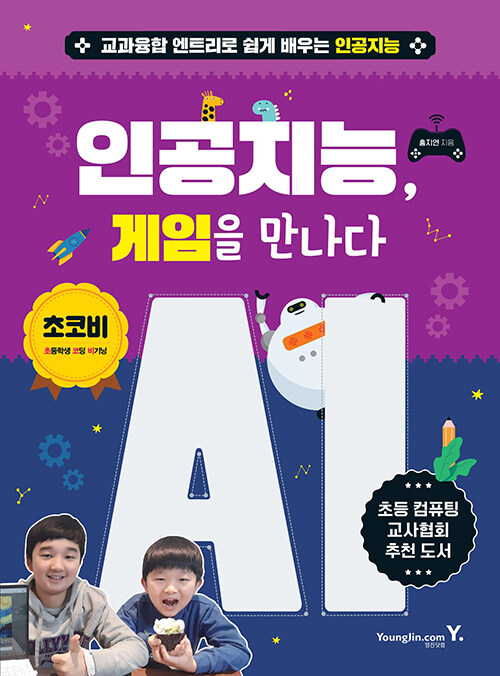 교과융합 엔트리로 쉽게 배우는 인공지능
인공지능,
홍지연 지음
게임을 만나다
초코비
초등학생 코딩 비기닝
AI
초등 컴퓨팅
교사협회
추천 도서
YoungJin.com Y.
영진닷컴